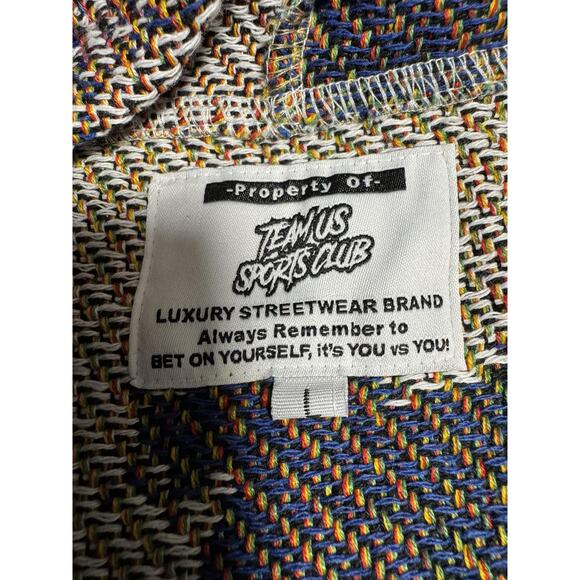 -Property Of-
TEAM US
SPORTS CLUB
LUXURY STREETWEAR BRAND
Always Remember to
BET ON YOURSELF, it's YOU vs YOU!